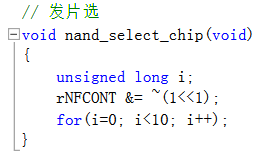 // 发片选
void nand_select_chip(void)
{
unsigned long i;
rNFCONT &= ~(1<<1);
for(i=0; i<10; i++);
}